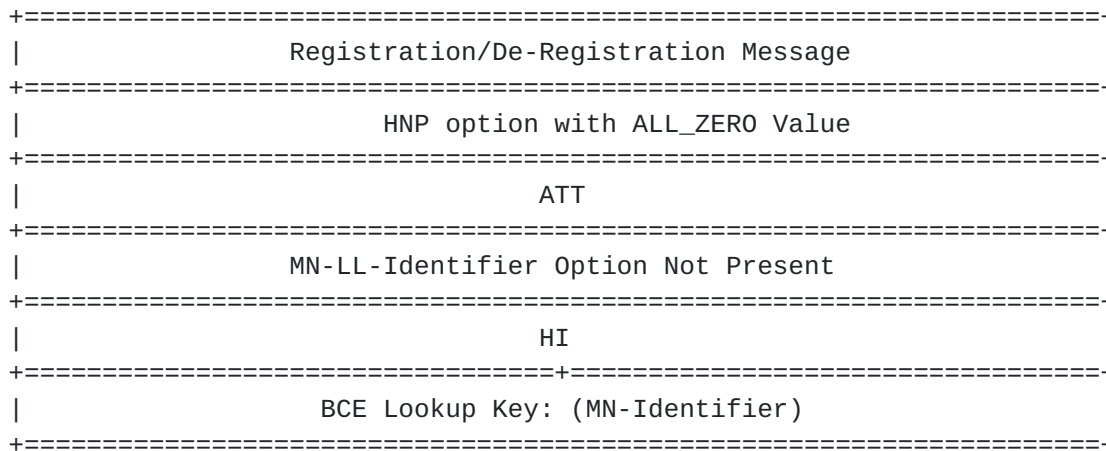 +=====================================================================
|                 Registration/De-Registration Message
+=====================================================================
|                       HNP option with ALL_ZERO Value
+=====================================================================
|                                 ATT
+=====================================================================
|                 MN-LL-Identifier Option Not Present
+=====================================================================
|                                 HI
+==================================+==================================
|                   BCE Lookup Key: (MN-Identifier)
+=====================================================================